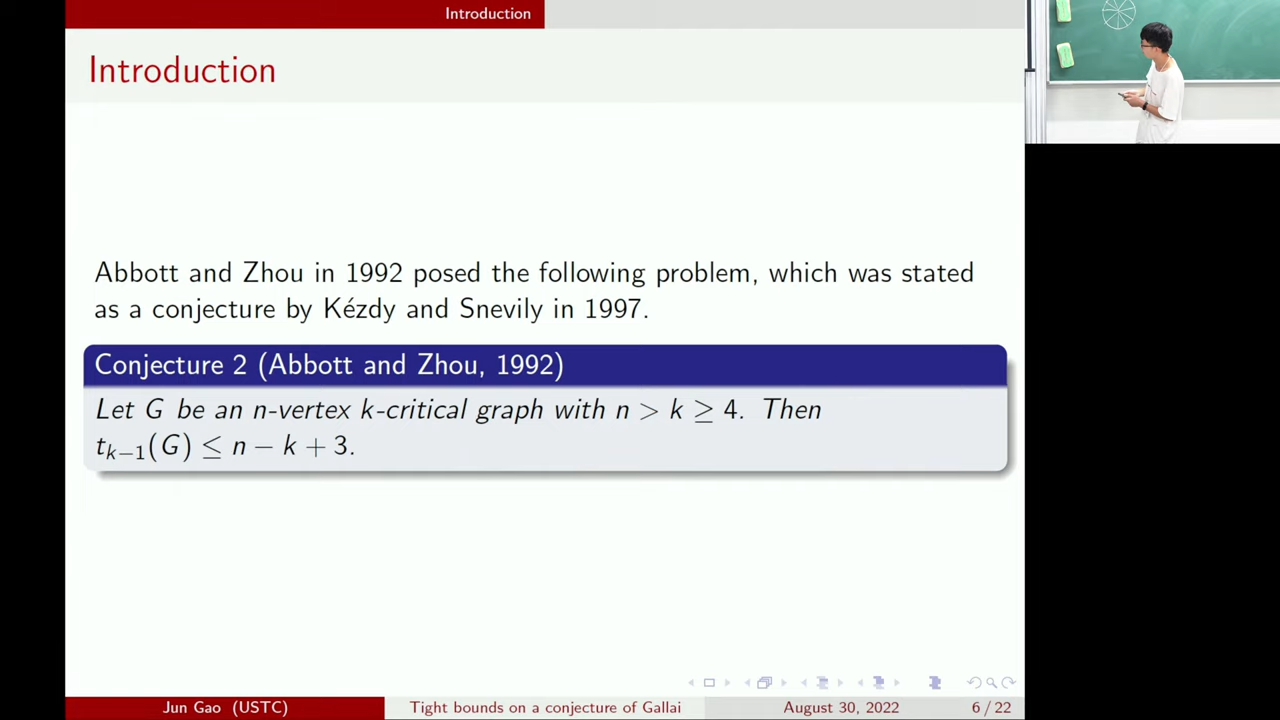 Introduction
Introduction
Abbott and Zhou in 1992 posed the following problem, which was stated
as a conjecture by Kézdy and Snevily in 1997.
Conjecture 2 (Abbott and Zhou, 1992)
Let G be an n-vertex k-critical graph with n > k ≥ 4. Then
t_{k−1}(G) ≤ n − k + 3.
Jun Gao (USTC) Tight bounds on a conjecture of Gallai August 30, 2022 6 / 22